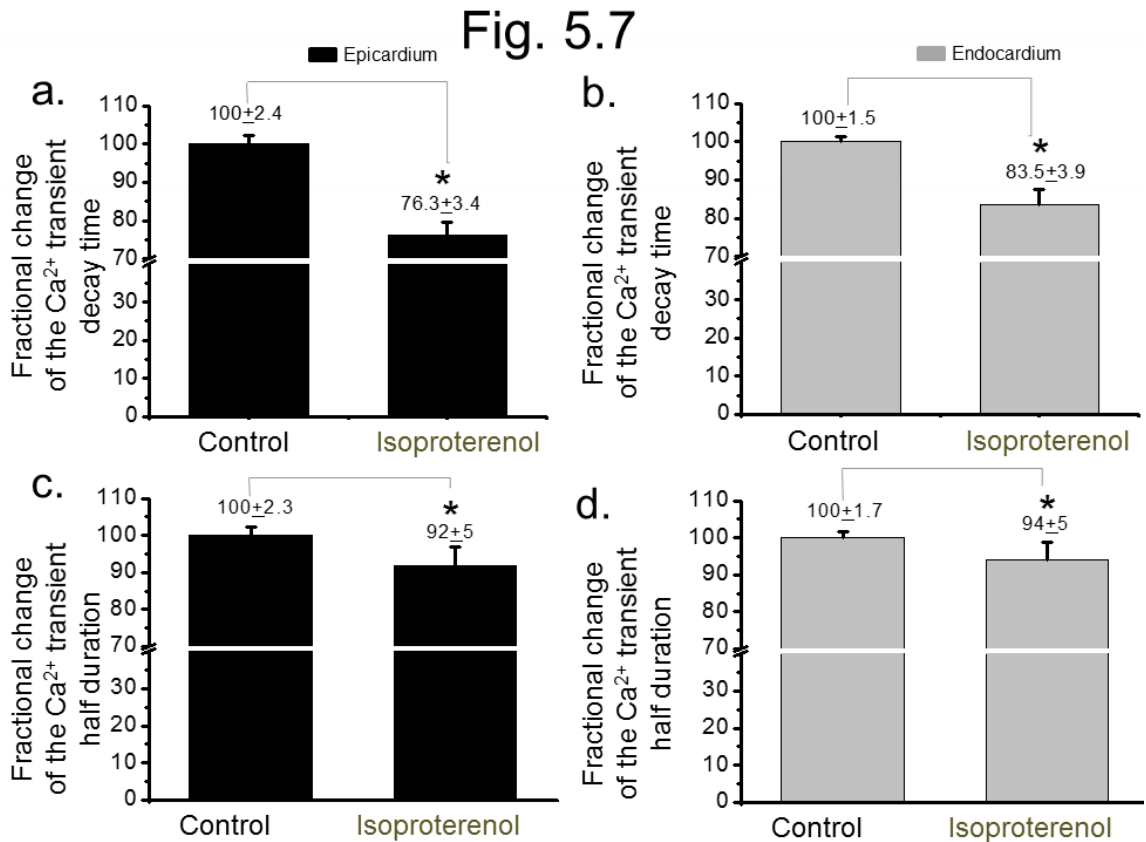 Fig. 5.7
Epicardium
Endocardium
a.
Fractional change
of the Ca²⁺ transient
decay time
110
100
90
80
70
30
20
10
0
100±2.4
*
76.3±3.4
Control
Isoproterenol
b.
Fractional change
of the Ca²⁺ transient
decay time
110
100
90
80
70
30
20
10
0
100±1.5
*
83.5±3.9
Control
Isoproterenol
c.
Fractional change
of the Ca²⁺ transient
half duration
110
100
90
80
70
30
20
10
0
100±2.3
*
92±5
Control
Isoproterenol
d.
Fractional change
of the Ca²⁺ transient
half duration
110
100
90
80
70
30
20
10
0
100±1.7
*
94±5
Control
Isoproterenol